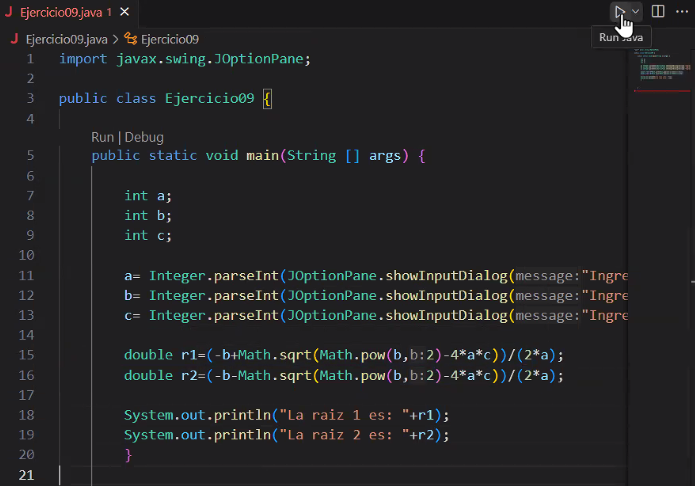 J Ejercicio09.java 1 ✕
Run Java
J Ejercicio09.java > Ejercicio09
1 import javax.swing.JOptionPane;
2
3 public class Ejercicio09 {
4
Run | Debug
5 public static void main(String [] args) {
6
7 int a;
8 int b;
9 int c;
10
11 a= Integer.parseInt(JOptionPane.showInputDialog(message:"Ingre
12 b= Integer.parseInt(JOptionPane.showInputDialog(message:"Ingre
13 c= Integer.parseInt(JOptionPane.showInputDialog(message:"Ingre
14
15 double r1=(-b+Math.sqrt(Math.pow(b,b:2)-4*a*c))/(2*a);
16 double r2=(-b-Math.sqrt(Math.pow(b,b:2)-4*a*c))/(2*a);
17
18 System.out.println("La raiz 1 es: "+r1);
19 System.out.println("La raiz 2 es: "+r2);
20 }
21